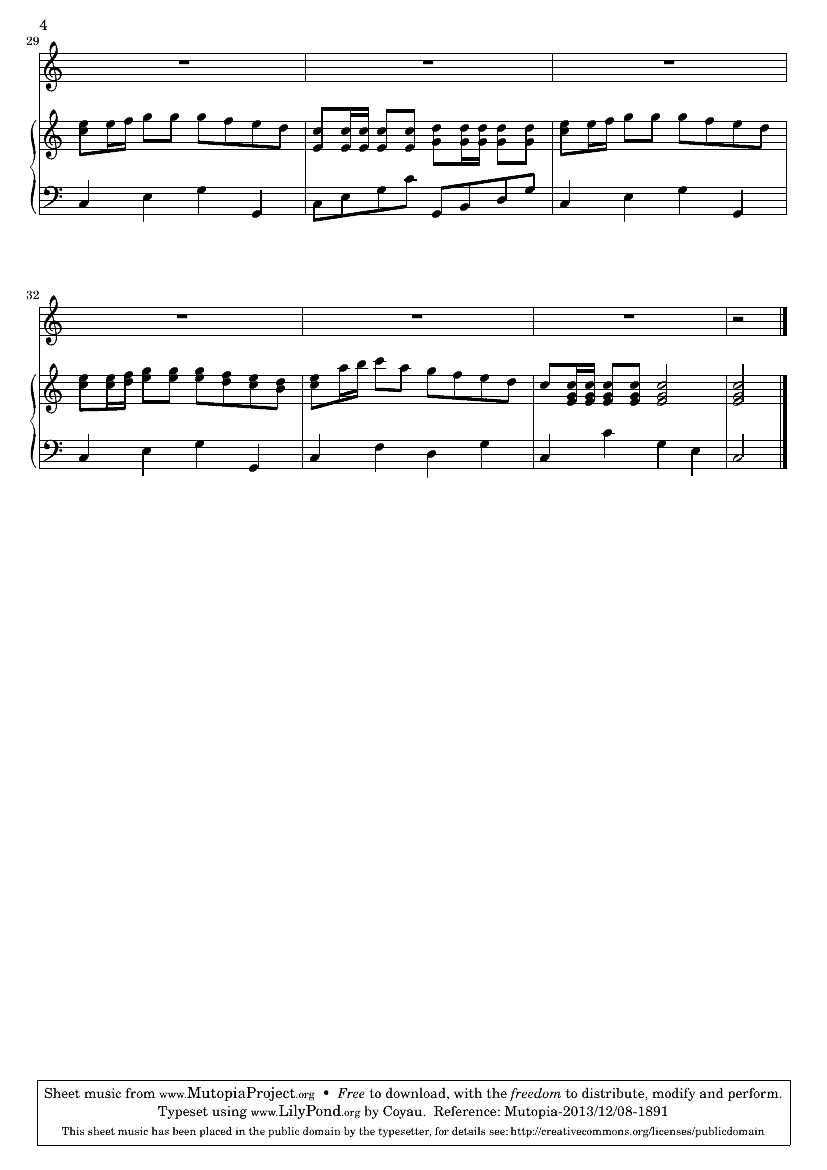 4
29
32
Sheet music from www.MutopiaProject.org • Free to download, with the freedom to distribute, modify and perform.
Typeset using www.LilyPond.org by Coyau. Reference: Mutopia-2013/12/08-1891
This sheet music has been placed in the public domain by the typesetter, for details see: http://creativecommons.org/licenses/publicdomain